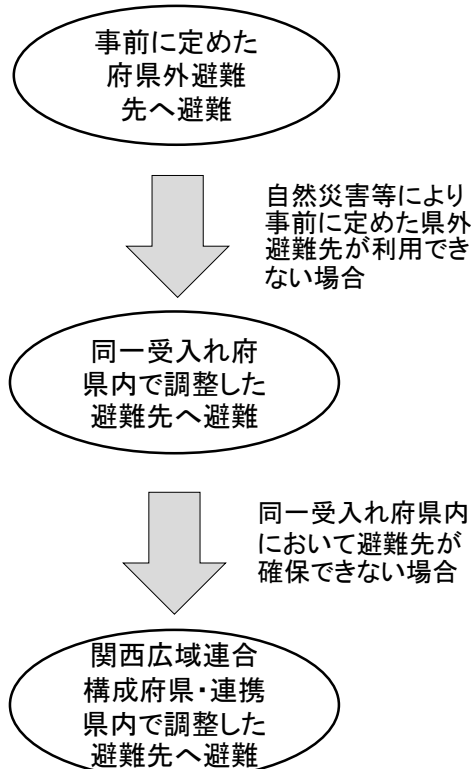 事前に定めた
府県外避難
先へ避難
自然災害等により
事前に定めた県外
避難先が利用でき
ない場合
同一受入れ府
県内で調整した
避難先へ避難
同一受入れ府県内
において避難先が
確保できない場合
関西広域連合
構成府県・連携
県内で調整した
避難先へ避難